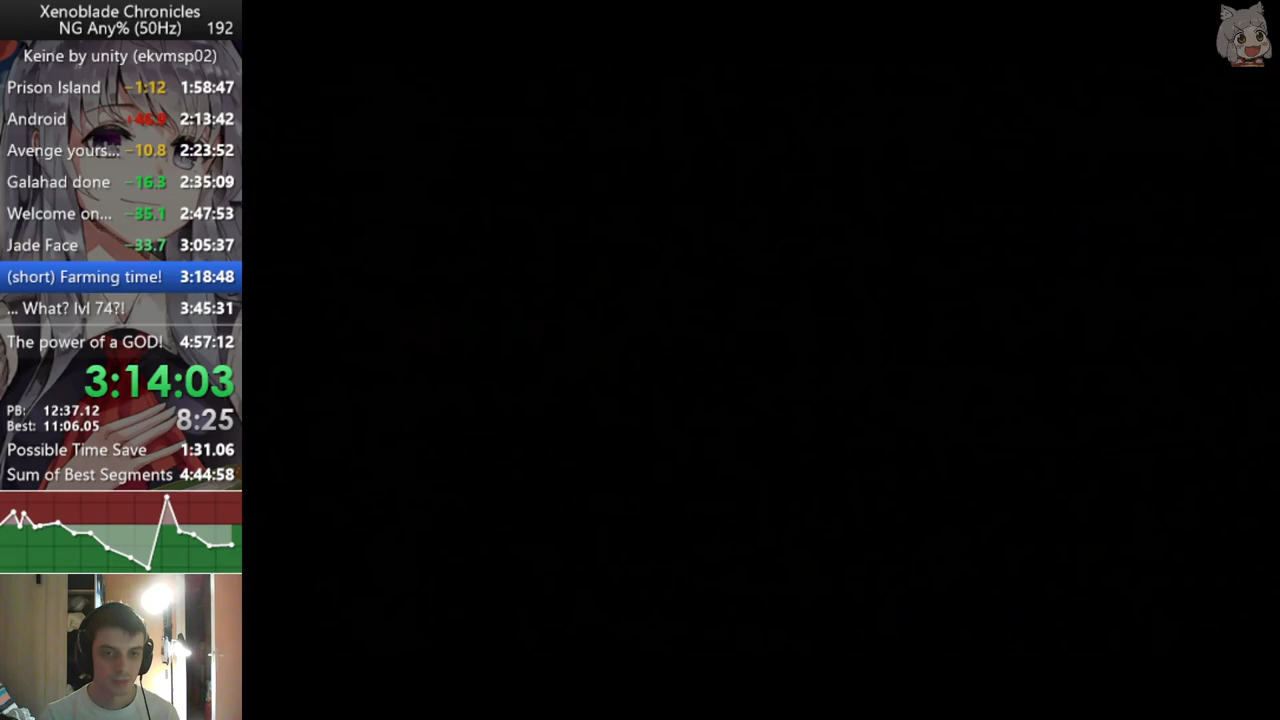 Xenoblade Chronicles
NG Any% (50Hz) 192
Keine by unity (ekvmsp02)
Prison Island −1:12 1:58:47
Android +46.9 2:13:42
Avenge yours... −10.8 2:23:52
Galahad done −16.3 2:35:09
Welcome on... −35.1 2:47:53
Jade Face −33.7 3:05:37
(short) Farming time! 3:18:48
... What? lvl 74?! 3:45:31
The power of a GOD! 4:57:12
3:14:03
PB: 12:37.12
8:25
Best: 11:06.05
Possible Time Save 1:31.06
Sum of Best Segments 4:44:58